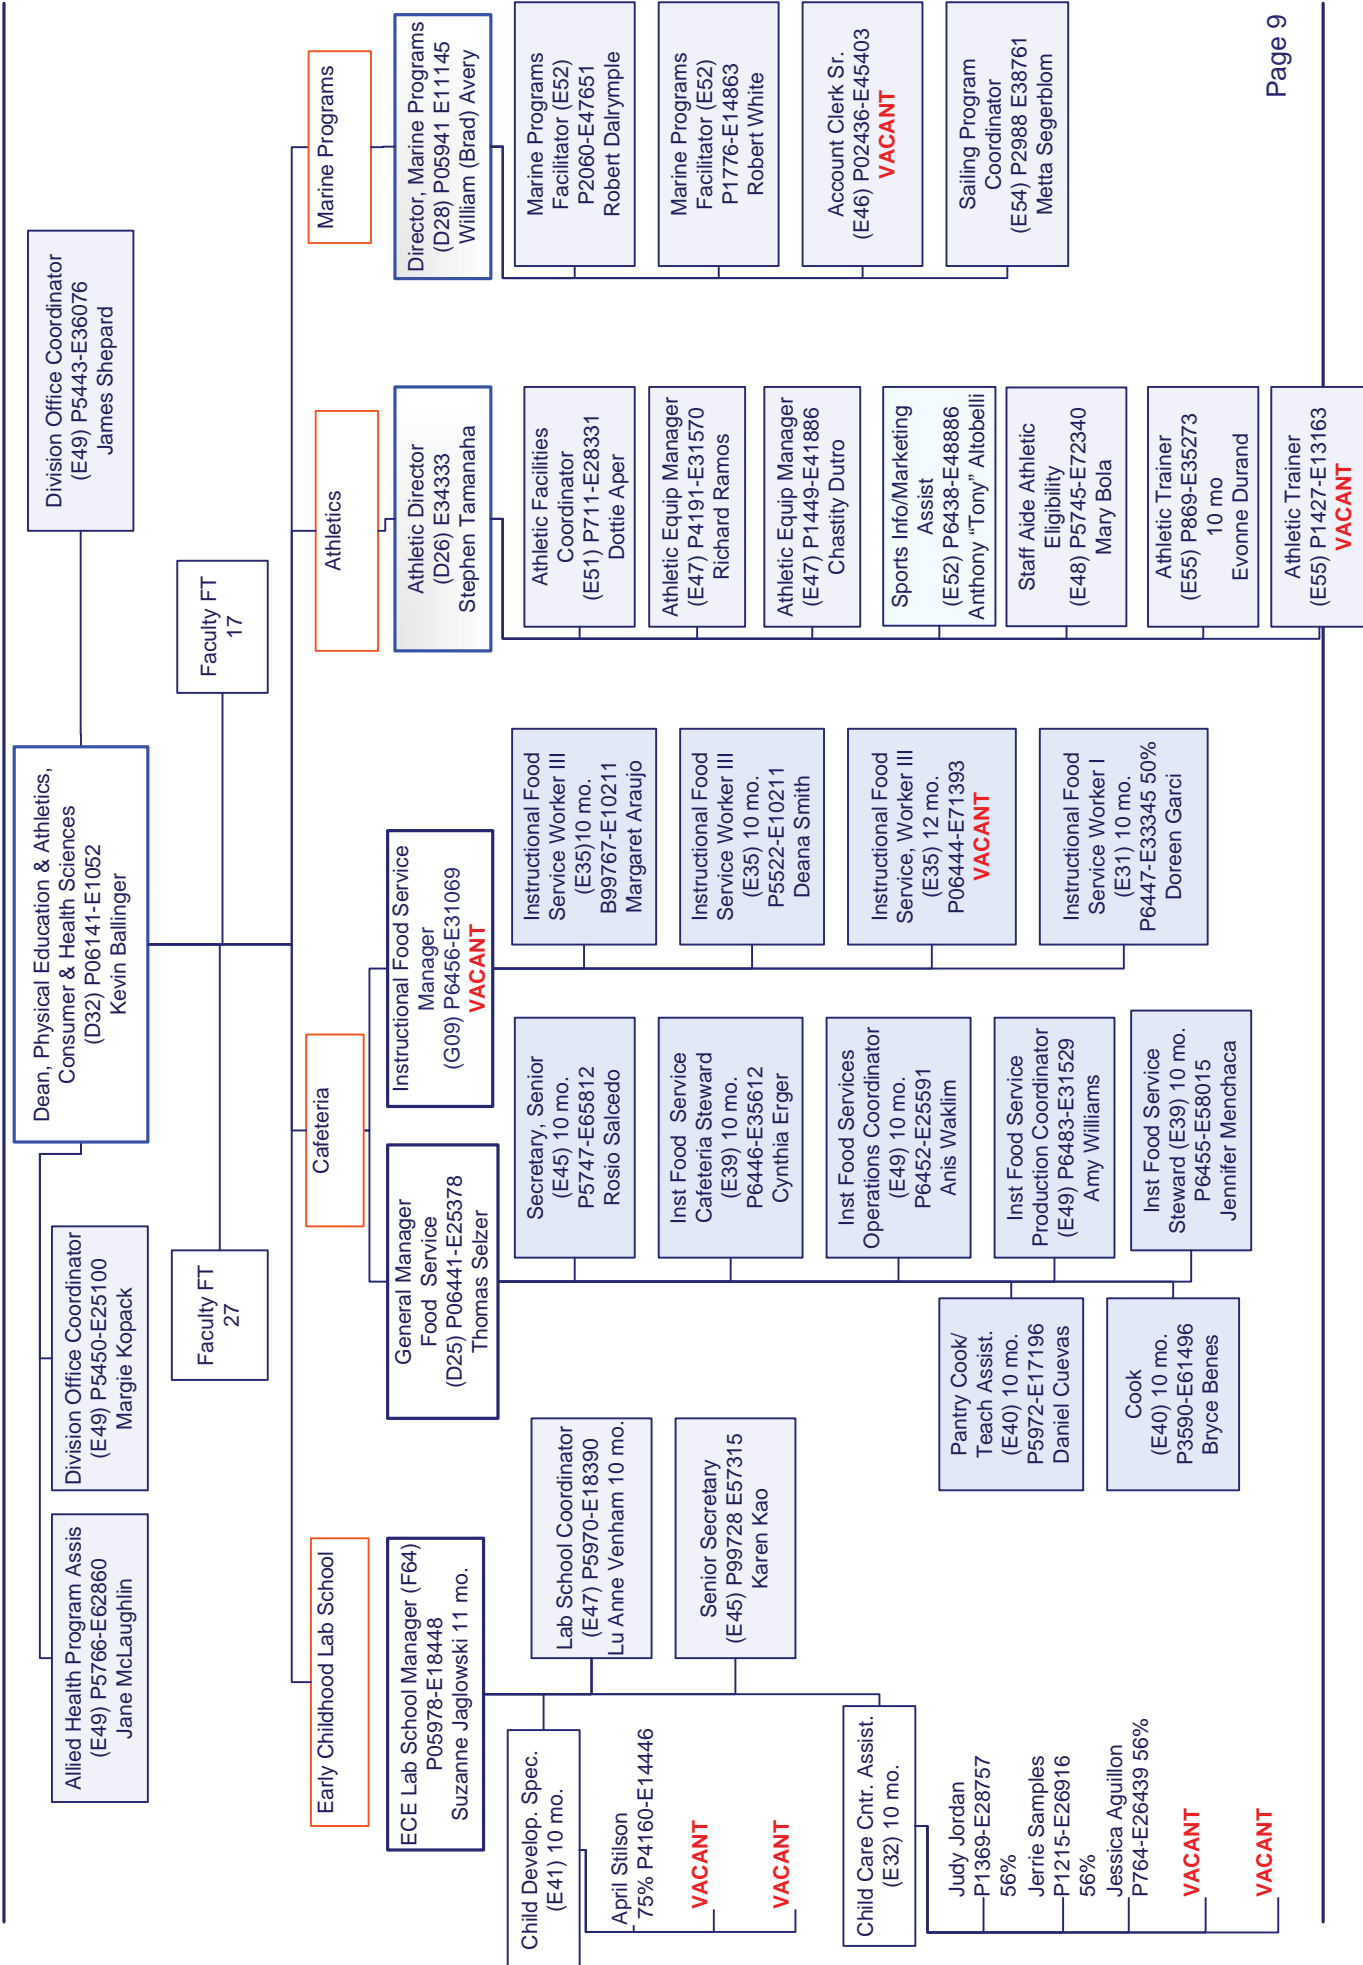 Dean, Physical Education & Athletics,
Consumer & Health Sciences
(D32) P06141-E1052
Kevin Ballinger
Division Office Coordinator
(E49) P5443-E36076
James Shepard
Allied Health Program Assis
(E49) P5766-E62860
Jane McLaughlin
Division Office Coordinator
(E49) P5450-E25100
Margie Kopack
Faculty FT
27
Faculty FT
17
Early Childhood Lab School
ECE Lab School Manager (F64)
P05978-E18448
Suzanne Jaglowski 11 mo.
Lab School Coordinator
(E47) P5970-E18390
Lu Anne Venham 10 mo.
Senior Secretary
(E45) P99728 E57315
Karen Kao
Child Develop. Spec.
(E41) 10 mo.
April Stilson
75% P4160-E14446
VACANT
VACANT
Child Care Cntr. Assist.
(E32) 10 mo.
Judy Jordan
P1369-E28757
56%
Jerrie Samples
P1215-E26916
56%
Jessica Aguillon
P764-E26439 56%
VACANT
VACANT
Cafeteria
General Manager
Food Service
(D25) P06441-E25378
Thomas Selzer
Secretary, Senior
(E45) 10 mo.
P5747-E65812
Rosio Salcedo
Inst Food Service
Cafeteria Steward
(E39) 10 mo.
P6446-E35612
Cynthia Erger
Inst Food Services
Operations Coordinator
(E49) 10 mo.
P6452-E25591
Anis Waklim
Inst Food Service
Production Coordinator
(E49) P6483-E31529
Amy Williams
Inst Food Service
Steward (E39) 10 mo.
P6455-E58015
Jennifer Menchaca
Pantry Cook/
Teach Assist.
(E40) 10 mo.
P5972-E17196
Daniel Cuevas
Cook
(E40) 10 mo.
P3590-E61496
Bryce Benes
Instructional Food Service
Manager
(G09) P6456-E31069
VACANT
Instructional Food
Service Worker III
(E35)10 mo.
B99767-E10211
Margaret Araujo
Instructional Food
Service Worker III
(E35) 10 mo.
P5522-E10211
Deana Smith
Instructional Food
Service, Worker III
(E35) 12 mo.
P06444-E71393
VACANT
Instructional Food
Service Worker I
(E31) 10 mo.
P6447-E33345 50%
Doreen Garci
Athletics
Athletic Director
(D26) E34333
Stephen Tamanaha
Athletic Facilities
Coordinator
(E51) P711-E28331
Dottie Aper
Athletic Equip Manager
(E47) P4191-E31570
Richard Ramos
Athletic Equip Manager
(E47) P1449-E41886
Chastity Dutro
Sports Info/Marketing
Assist
(E52) P6438-E48886
Anthony “Tony” Altobelli
Staff Aide Athletic
Eligibility
(E48) P5745-E72340
Mary Bola
Athletic Trainer
(E55) P869-E35273
10 mo
Evonne Durand
Athletic Trainer
(E55) P1427-E13163
VACANT
Marine Programs
Director, Marine Programs
(D28) P05941 E11145
William (Brad) Avery
Marine Programs
Facilitator (E52)
P2060-E47651
Robert Dalrymple
Marine Programs
Facilitator (E52)
P1776-E14863
Robert White
Account Clerk Sr.
(E46) P02436-E45403
VACANT
Sailing Program
Coordinator
(E54) P2988 E38761
Metta Segerblom
Page 9